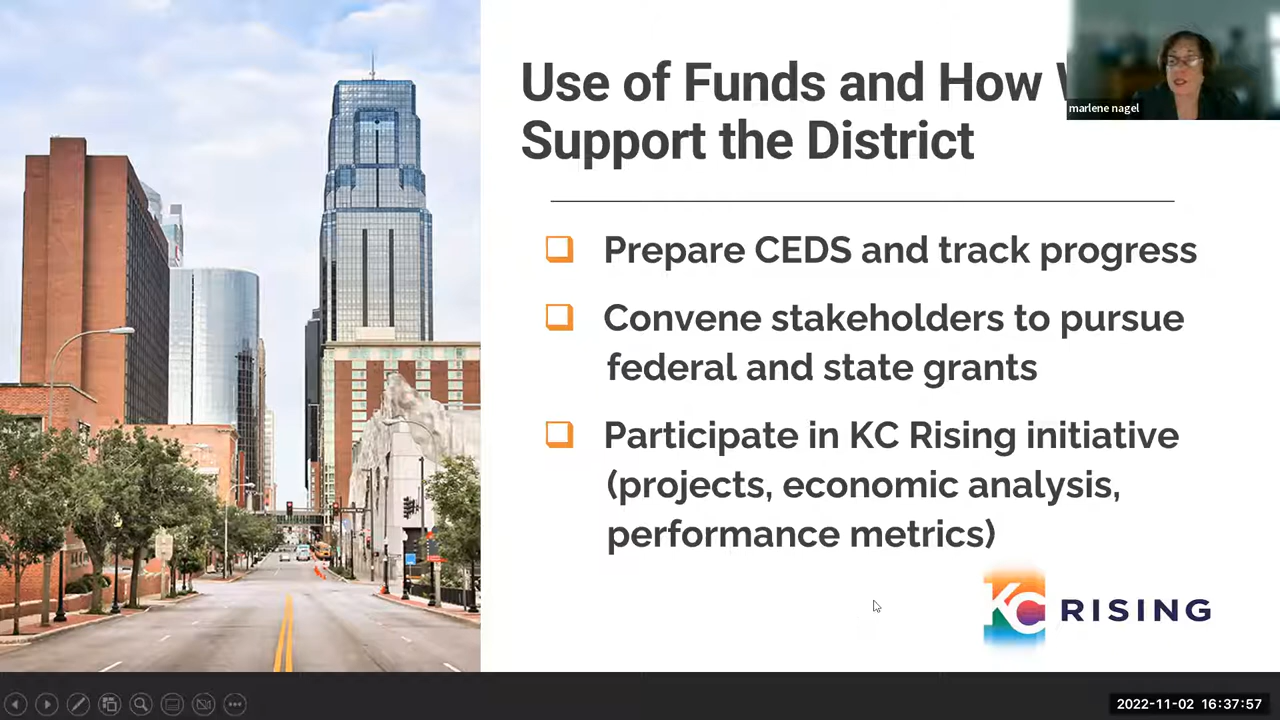 Use of Funds and How
Support the District
marlene nagel
Prepare CEDS and track progress
Convene stakeholders to pursue
federal and state grants
Participate in KC Rising initiative
(projects, economic analysis,
performance metrics)
KC RISING
2022-11-02 16:37:57